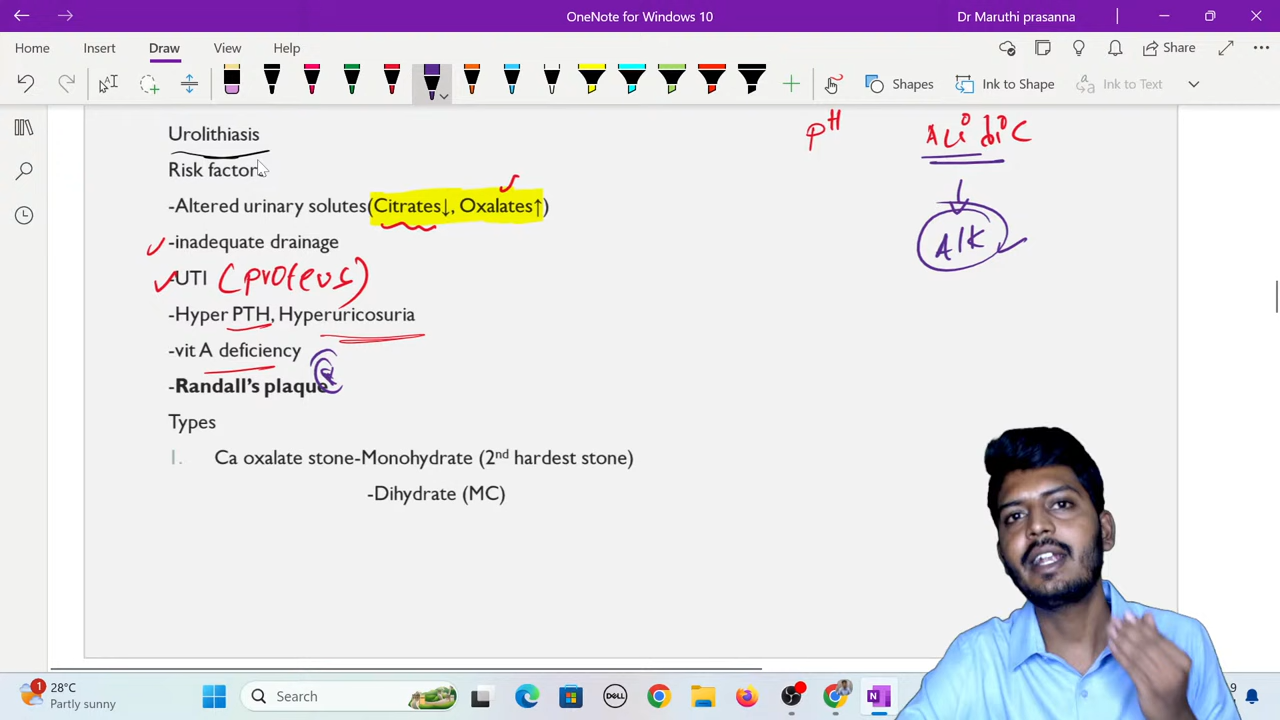 OneNote for Windows 10
Dr Maruthi prasanna
Home Insert Draw View Help
Share
Shapes
Ink to Shape
Ink to Text
Urolithiasis
Risk factor
-Altered urinary solutes(Citrates↓, Oxalates↑)
-inadequate drainage
-UTI (proteus)
-Hyper PTH, Hyperuricosuria
-vit A deficiency
-Randall's plaque
Types
1. Ca oxalate stone-Monohydrate (2nd hardest stone)
-Dihydrate (MC)
pH Acidic
Alk
1
28°C
Partly sunny
Search
DELL
N
9